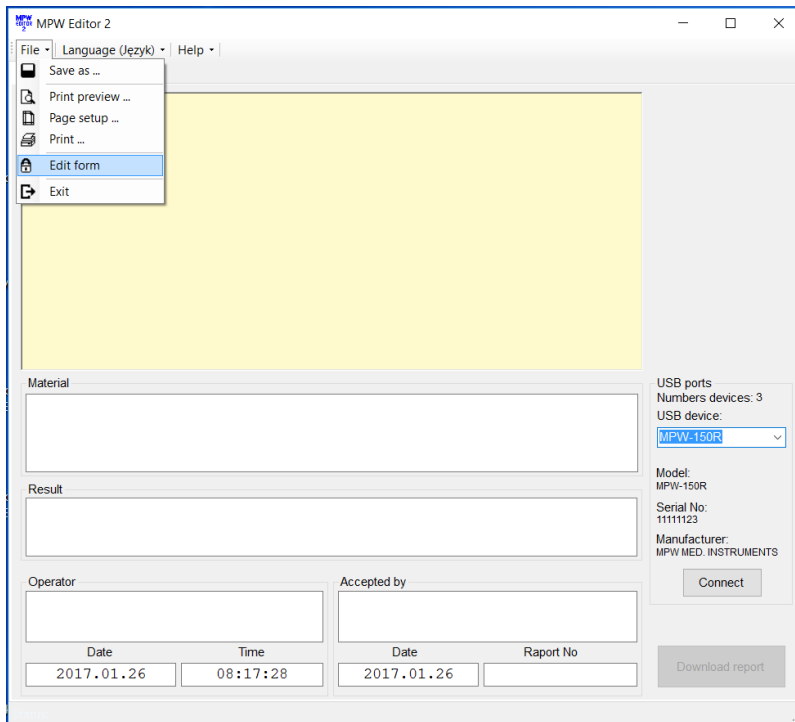 MPW Editor 2
File Language (Język) Help
Save as ...
Print preview ...
Page setup ...
Print ...
Edit form
Exit
Material
Result
Operator
Accepted by
Date Time Date Raport No
2017.01.26 08:17:28 2017.01.26
USB ports
Numbers devices: 3
USB device:
MPW-150R
Model:
MPW-150R
Serial No:
11111123
Manufacturer:
MPW MED. INSTRUMENTS
Connect
Download report